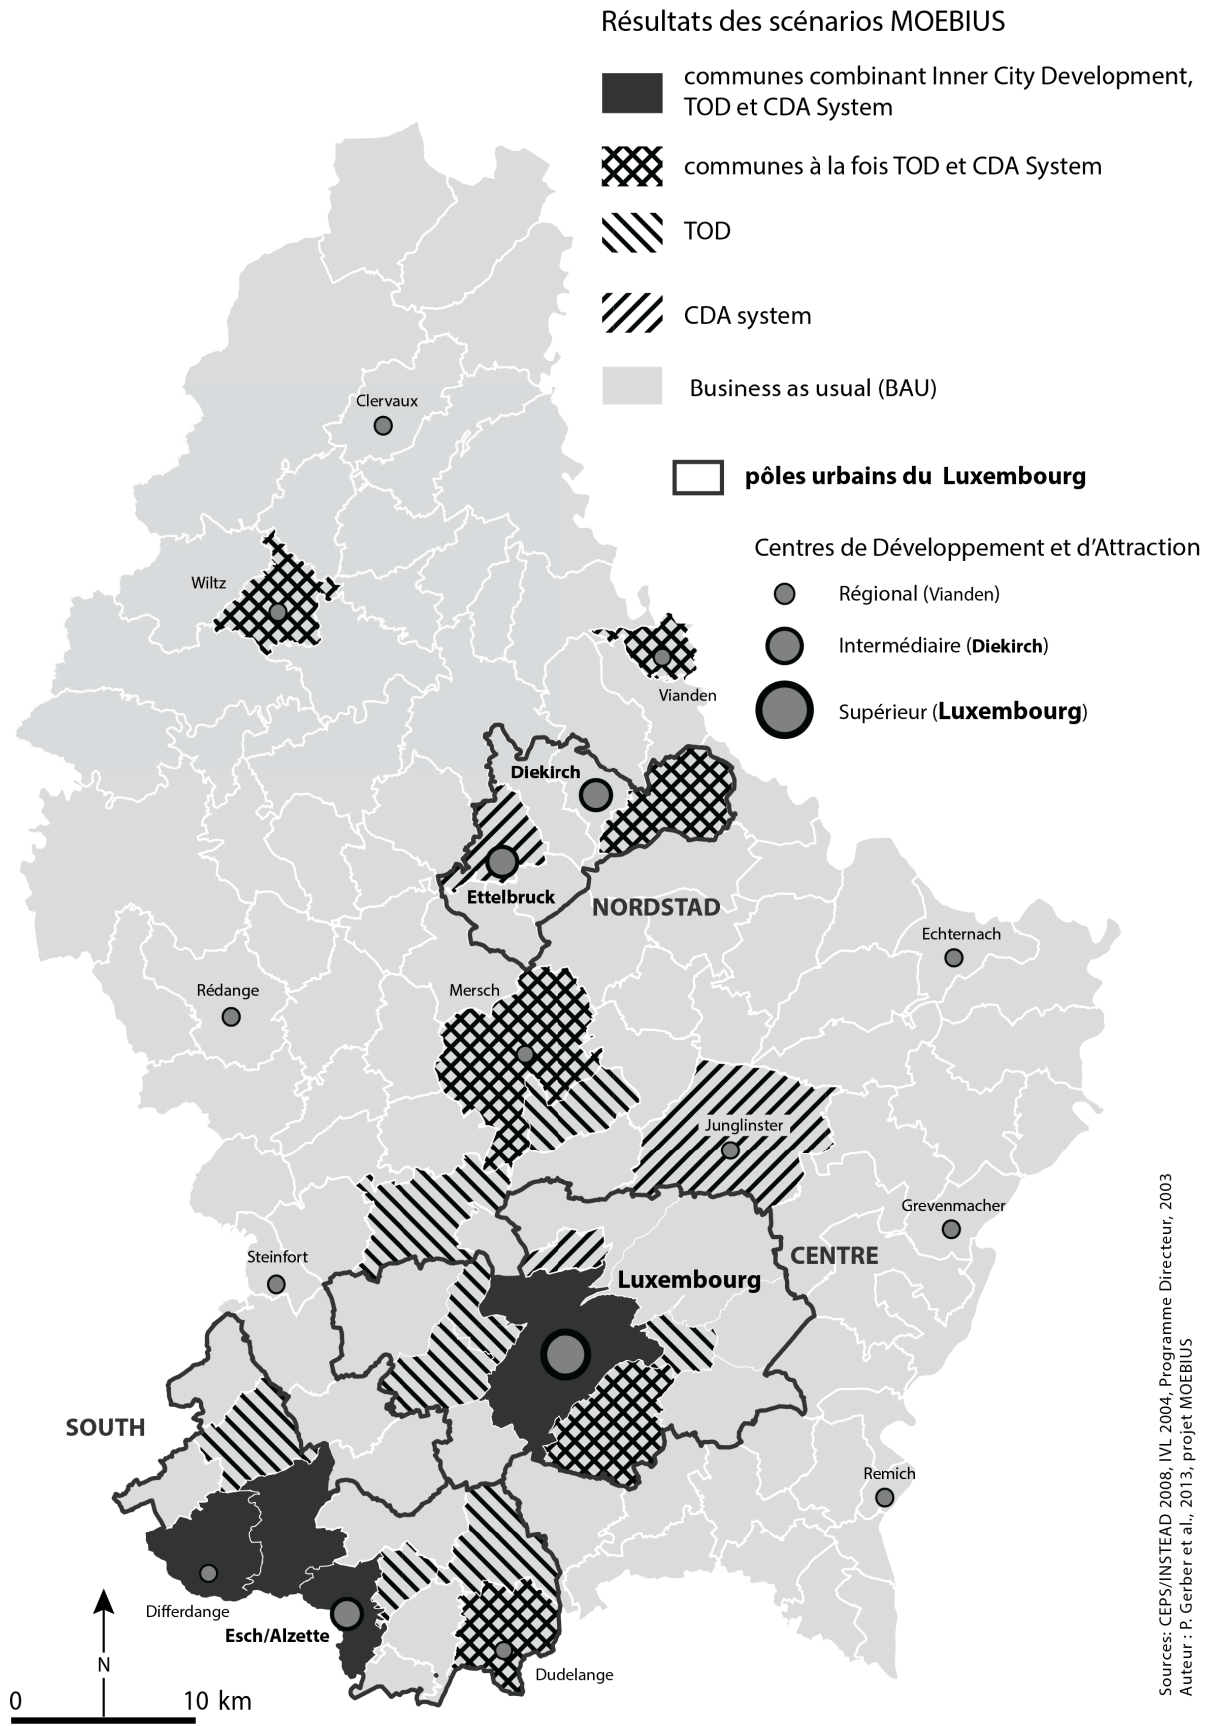 Résultats des scénarios MOEBIUS
communes combinant Inner City Development,
TOD et CDA System
communes à la fois TOD et CDA System
TOD
CDA system
Business as usual (BAU)
pôles urbains du Luxembourg
Centres de Développement et d'Attraction
Régional (Vianden)
Intermédiaire (Diekirch)
Supérieur (Luxembourg)
Clervaux
Wiltz
Vianden
Diekirch
Ettelbruck
NORDSTAD
Echternach
Rédange
Mersch
Junglinster
Grevenmacher
Steinfort
CENTRE
Luxembourg
SOUTH
Remich
Differdange
Esch/Alzette
Dudelange
N
0 10 km
Sources: CEPS/INSTEAD 2008, IVL 2004, Programme Directeur, 2003
Auteur : P. Gerber et al., 2013, projet MOEBIUS